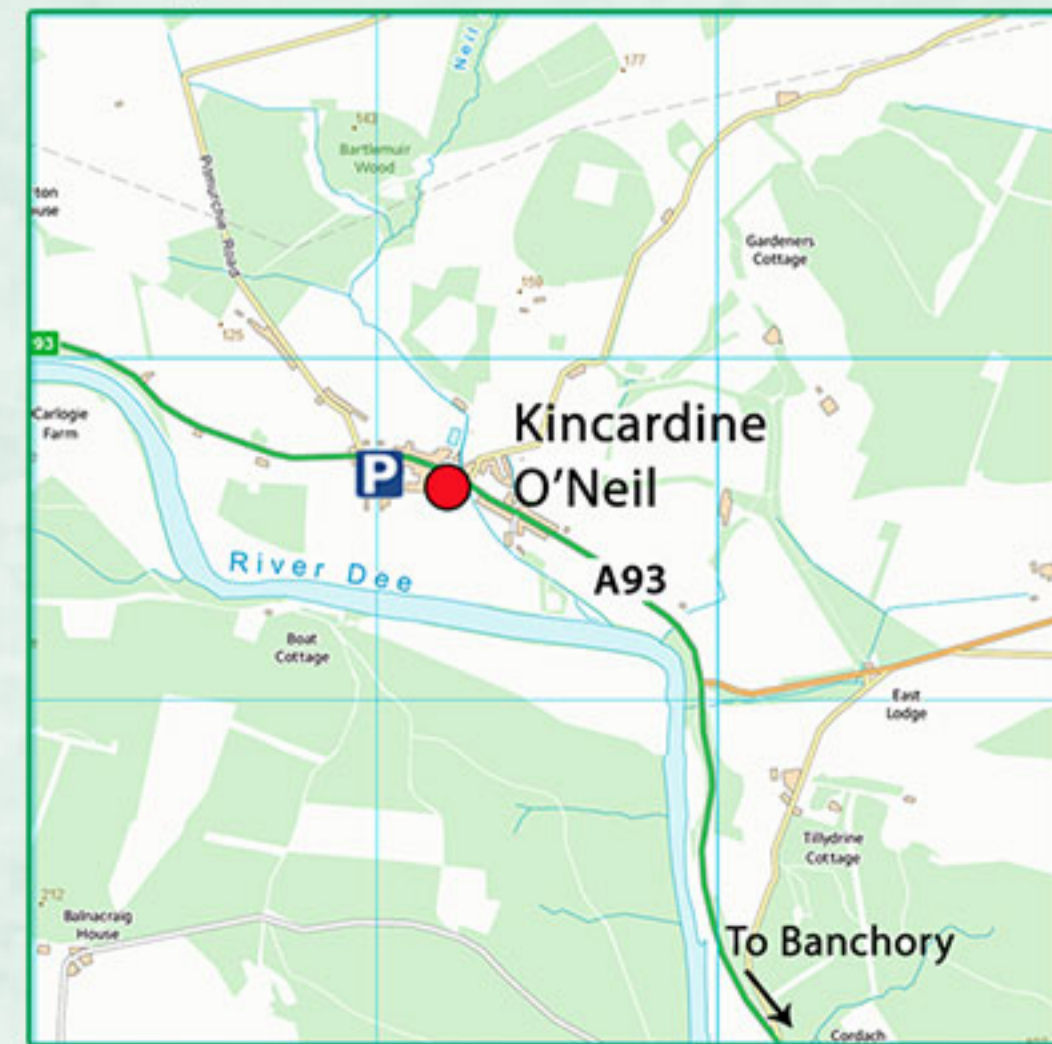 Neil
177
143
Bartlemuir
Wood
Pitmurchie Road
ton
ouse
Gardeners
Cottage
159
125
93
Carlogie
Farm
Kincardine
O'Neil
P
River Dee
A93
Boat
Cottage
East
Lodge
Tillydrine
Cottage
212
Balnacraig
House
To Banchory
Cordach